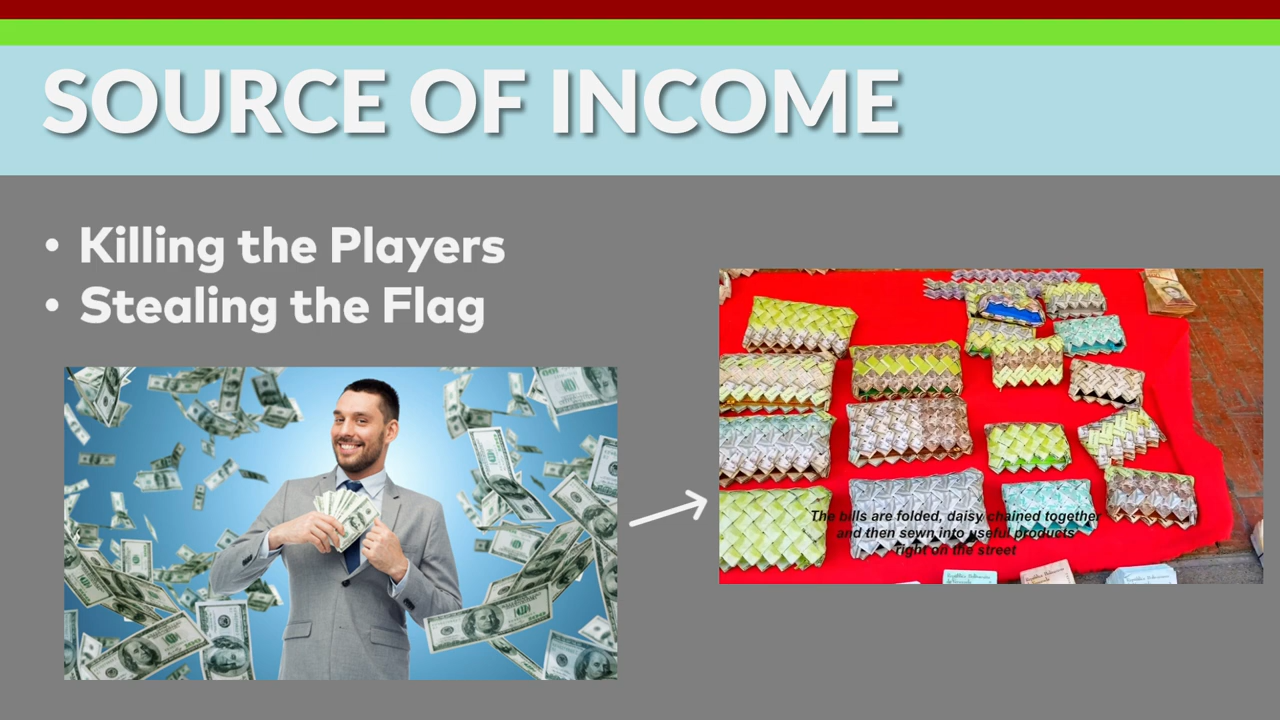 SOURCE OF INCOME
• Killing the Players
• Stealing the Flag
The bills are folded, daisy chained together
and then sewn into useful products
right on the street